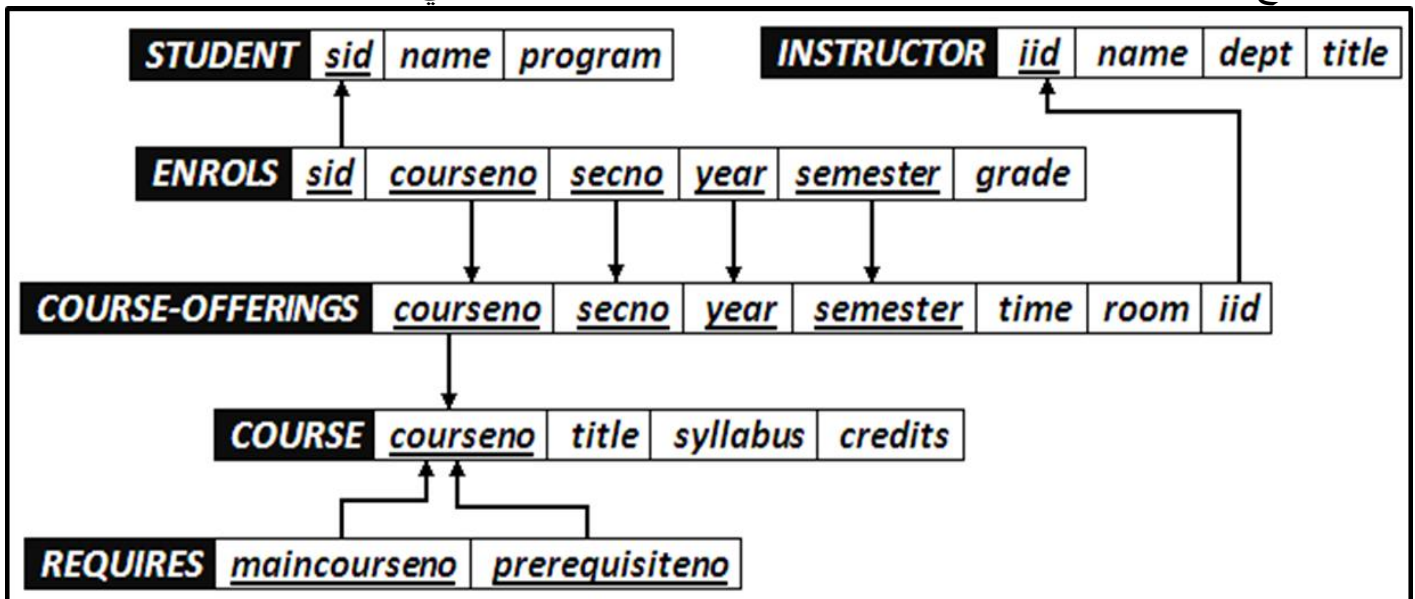 STUDENT sid name program
INSTRUCTOR iid name dept title
ENROLS sid courseno secno year semester grade
COURSE-OFFERINGS courseno secno year semester time room iid
COURSE courseno title syllabus credits
REQUIRES maincourseno prerequisiteno